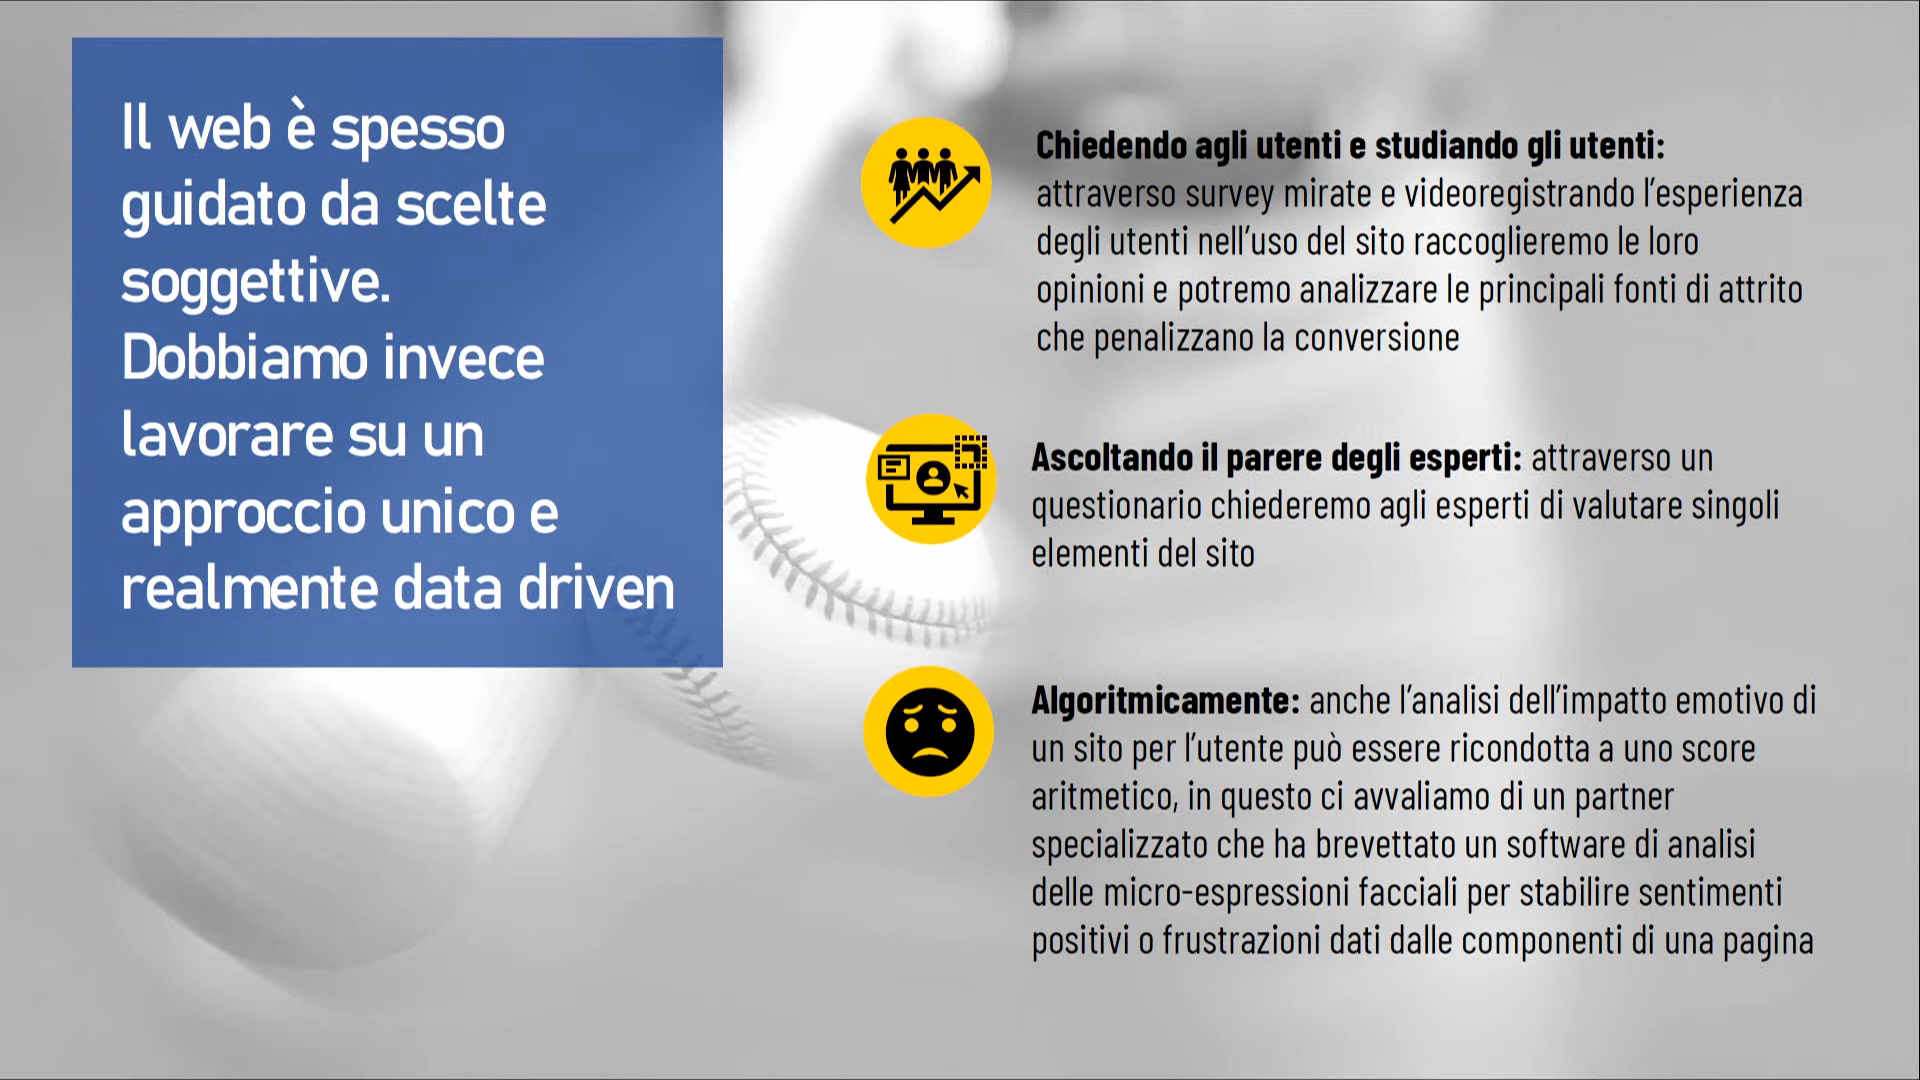 Il web è spesso
guidato da scelte
soggettive.
Dobbiamo invece
lavorare su un
approccio unico e
realmente data driven
Chiedendo agli utenti e studiando gli utenti:
attraverso survey mirate e videoregistrando l’esperienza
degli utenti nell’uso del sito raccoglieremo le loro
opinioni e potremo analizzare le principali fonti di attrito
che penalizzano la conversione
Ascoltando il parere degli esperti: attraverso un
questionario chiederemo agli esperti di valutare singoli
elementi del sito
Algoritmicamente: anche l’analisi dell’impatto emotivo di
un sito per l’utente può essere ricondotta a uno score
aritmetico, in questo ci avvaliamo di un partner
specializzato che ha brevettato un software di analisi
delle micro-espressioni facciali per stabilire sentimenti
positivi o frustrazioni dati dalle componenti di una pagina